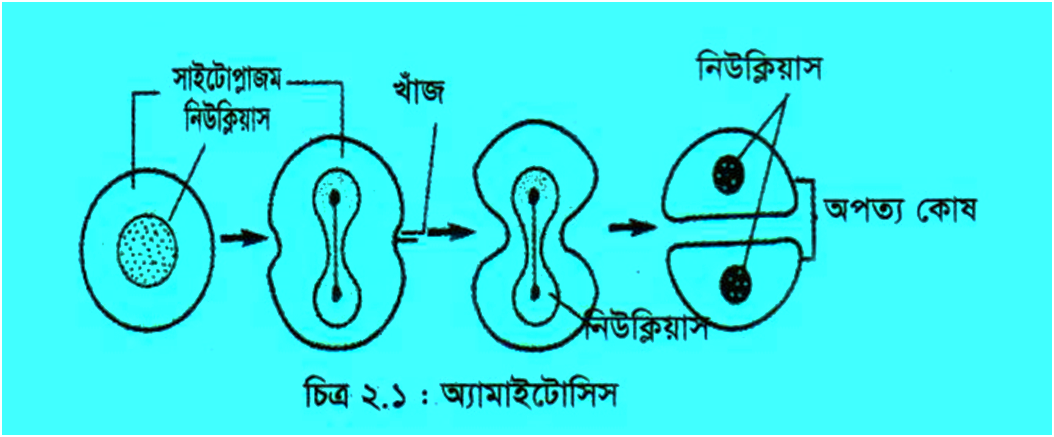 সাইটোপ্লাজম
নিউক্লিয়াস
খাঁজ
নিউক্লিয়াস
অপত্য কোষ
নিউক্লিয়াস
চিত্র ২.১ : অ্যামাইটোসিস